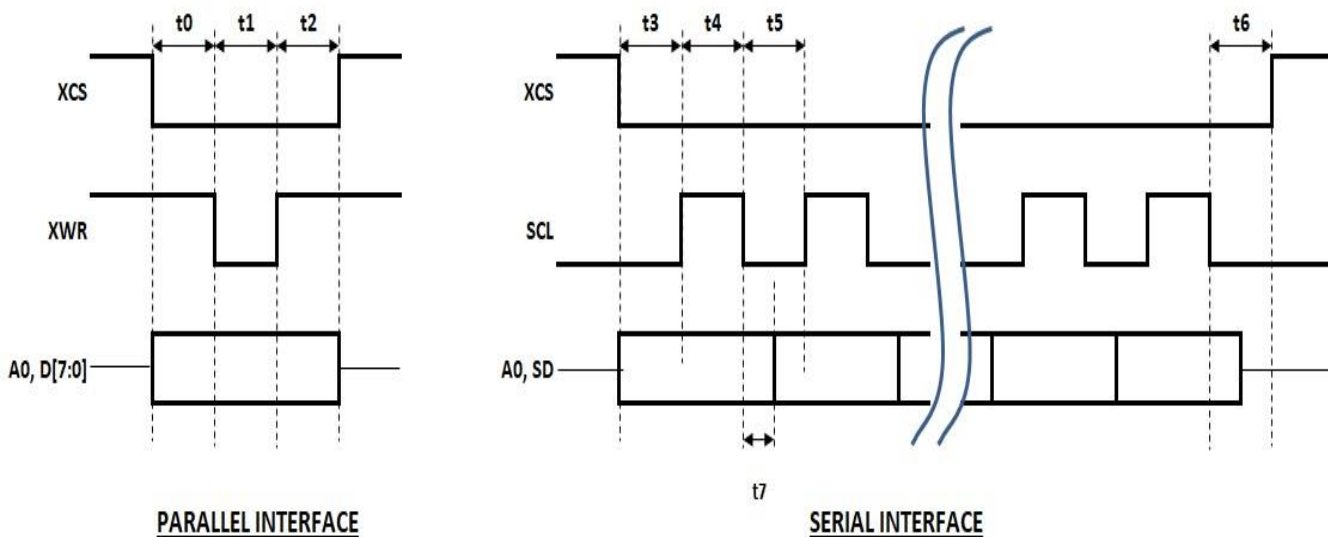 t0 t1 t2
XCS
XWR
A0, D[7:0]
PARALLEL INTERFACE
t3 t4 t5 t6
XCS
SCL
A0, SD
t7
SERIAL INTERFACE